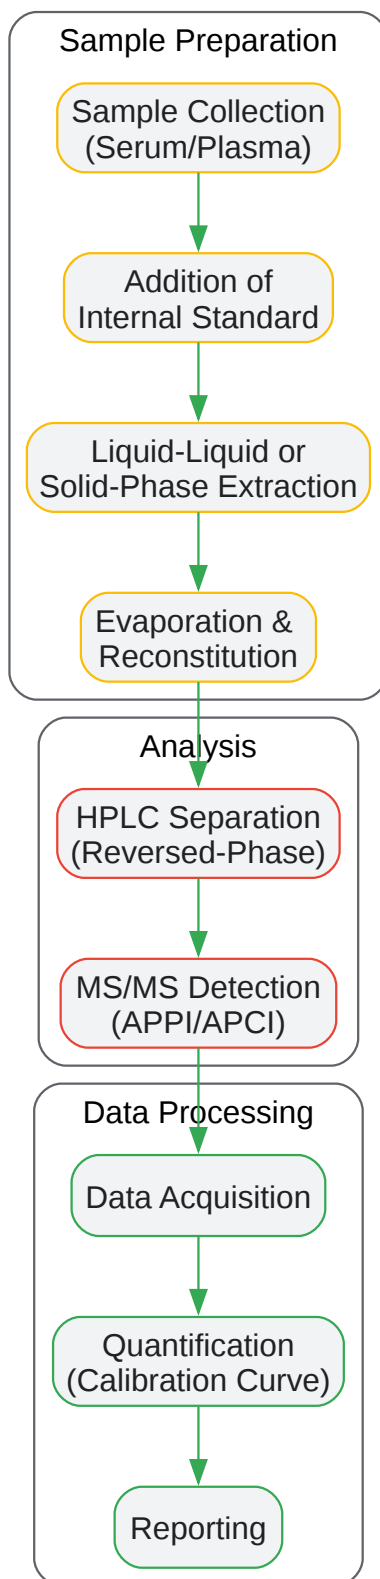 Sample Preparation
Sample Collection
(Serum/Plasma)
Addition of
Internal Standard
Liquid-Liquid or
Solid-Phase Extraction
Evaporation &
Reconstitution
Analysis
HPLC Separation
(Reversed-Phase)
MS/MS Detection
(APPI/APCI)
Data Processing
Data Acquisition
Quantification
(Calibration Curve)
Reporting